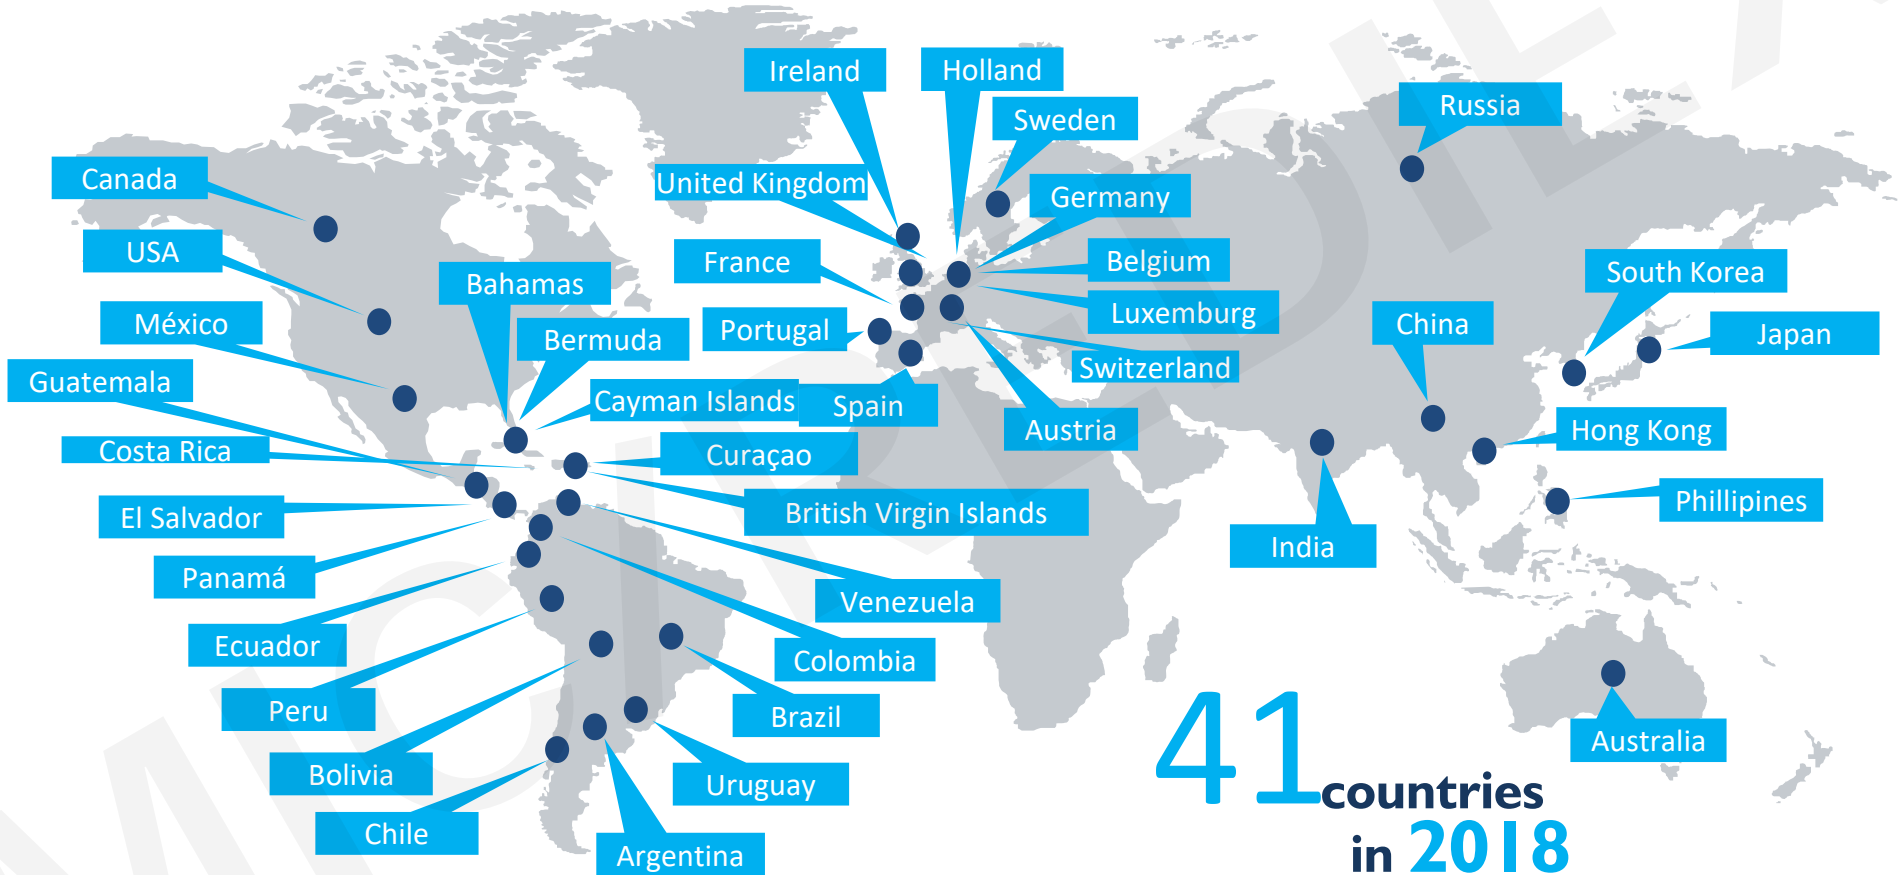 Ireland
Holland
Russia
Sweden
Canada
United Kingdom
Germany
USA
France
Belgium
South Korea
Bahamas
Luxemburg
México
Portugal
China
Japan
Bermuda
Switzerland
Guatemala
Cayman Islands
Spain
Austria
Hong Kong
Costa Rica
Curaçao
El Salvador
British Virgin Islands
Phillipines
India
Panamá
Venezuela
Ecuador
Colombia
Peru
Brazil
Australia
Bolivia
Uruguay
Chile
Argentina
41 countries
in 2018